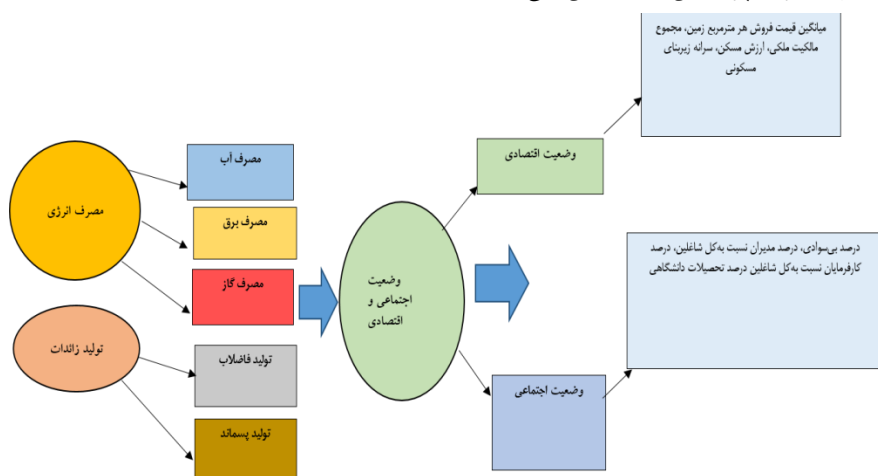 میانگین قیمت فروش هر مترمربع زمین، مجموع
مالکیت ملکی، ارزش مسکن، سرانه زیربنای
مسکونی
وضعیت اقتصادی
مصرف آب
مصرف انرژی
مصرف برق
مصرف گاز
وضعیت
اجتماعی و
اقتصادی
درصد بی‌سوادی، درصد مدیران نسبت به‌کل شاغلین، درصد
کارفرمایان نسبت به‌کل شاغلین درصد تحصیلات دانشگاهی
تولید زائدات
تولید فاضلاب
وضعیت اجتماعی
تولید پسماند